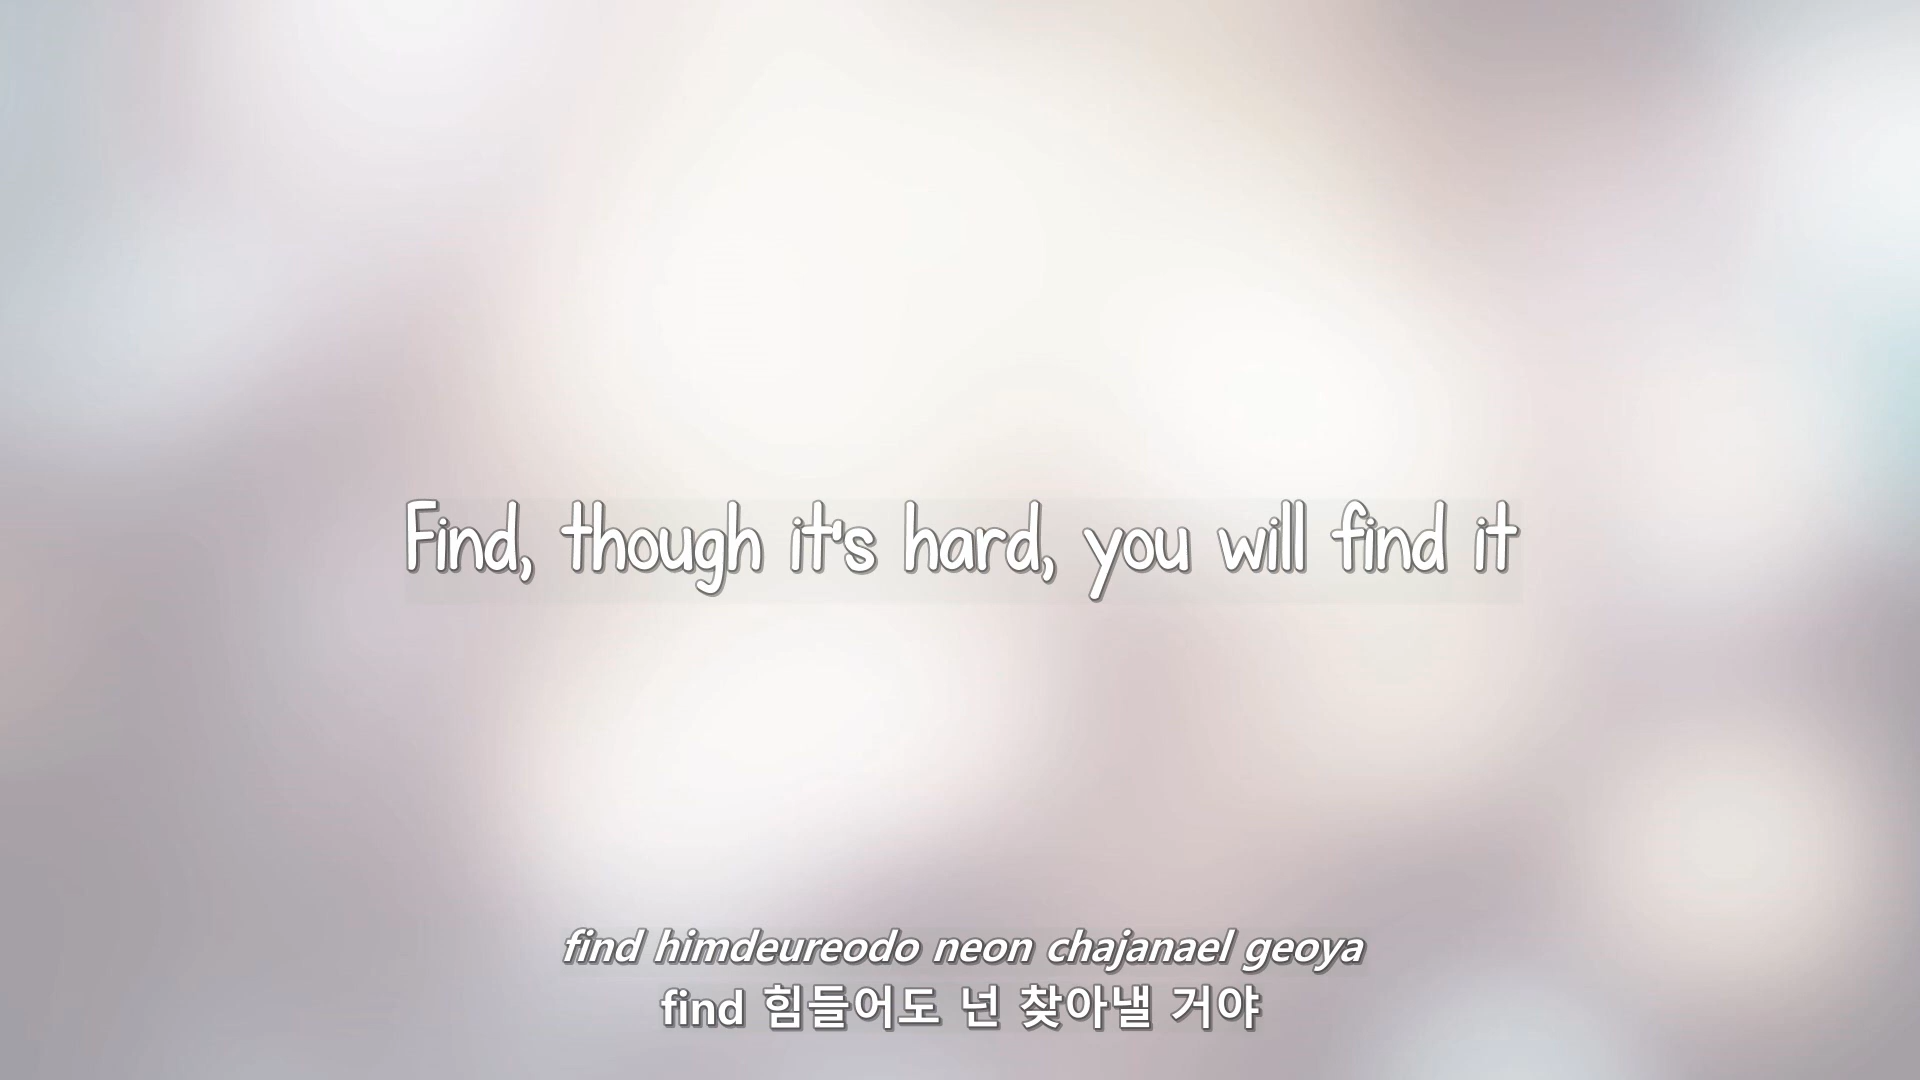 Find, though it's hard, you will find it
find himdeureodo neon chajanael geoya
find 힘들어도 넌 찾아낼 거야